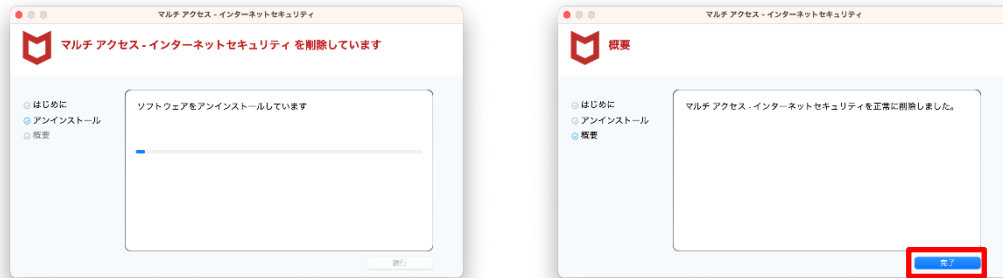 マルチ アクセス - インターネットセキュリティ
マルチ アクセス - インターネットセキュリティ を削除しています
はじめに
アンインストール
概要
ソフトウェアをアンインストールしています
続行
マルチ アクセス - インターネットセキュリティ
概要
はじめに
アンインストール
概要
マルチ アクセス - インターネットセキュリティを正常に削除しました。
完了